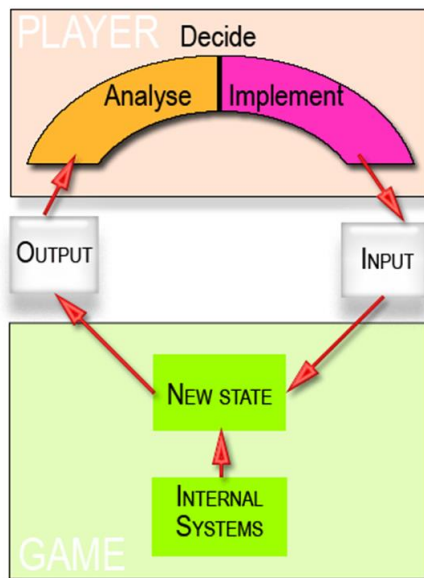 PLAYER
Decide
Analyse
Implement
OUTPUT
INPUT
NEW STATE
INTERNAL
SYSTEMS
GAME